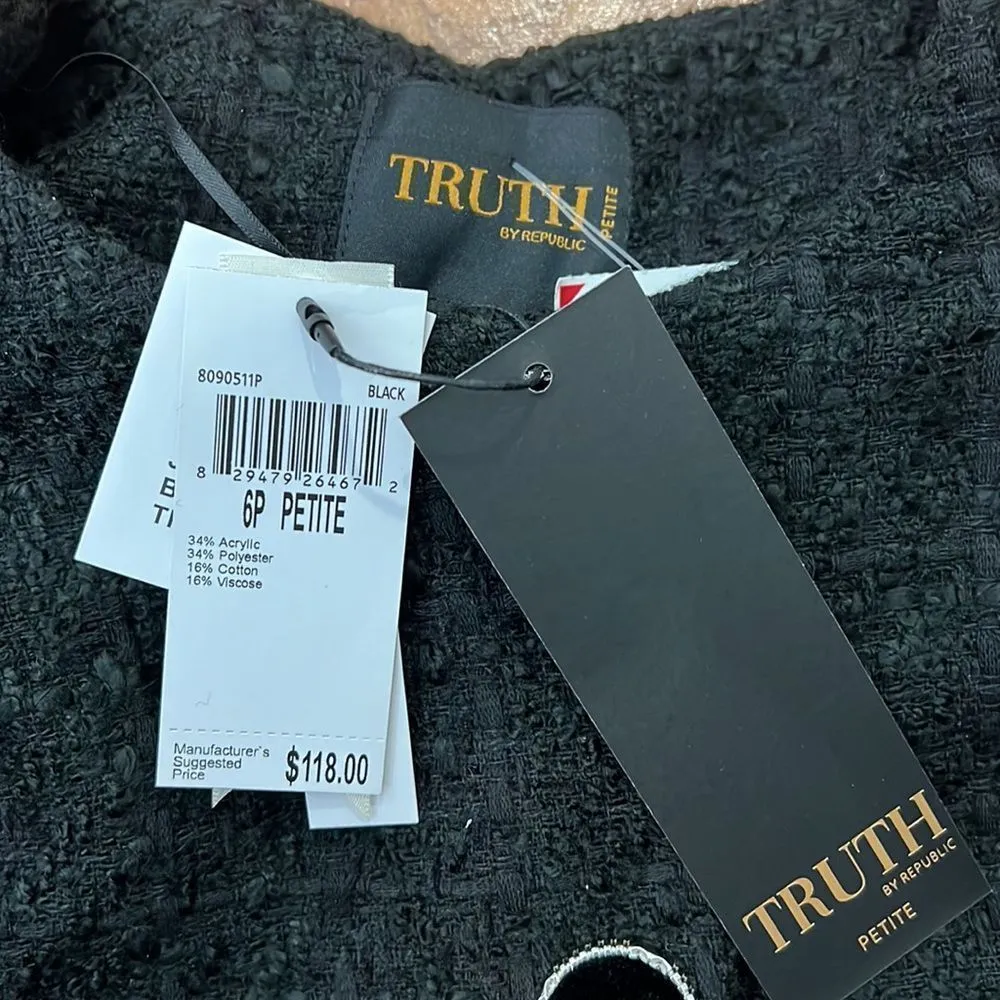 TRUTH
BY REPUBLIC
PETITE
8090511P
BLACK
8 29479 26467 2
6P PETITE
34% Acrylic
34% Polyester
16% Cotton
16% Viscose
Manufacturer's
Suggested
Price
$118.00
TRUTH
BY REPUBLIC
PETITE